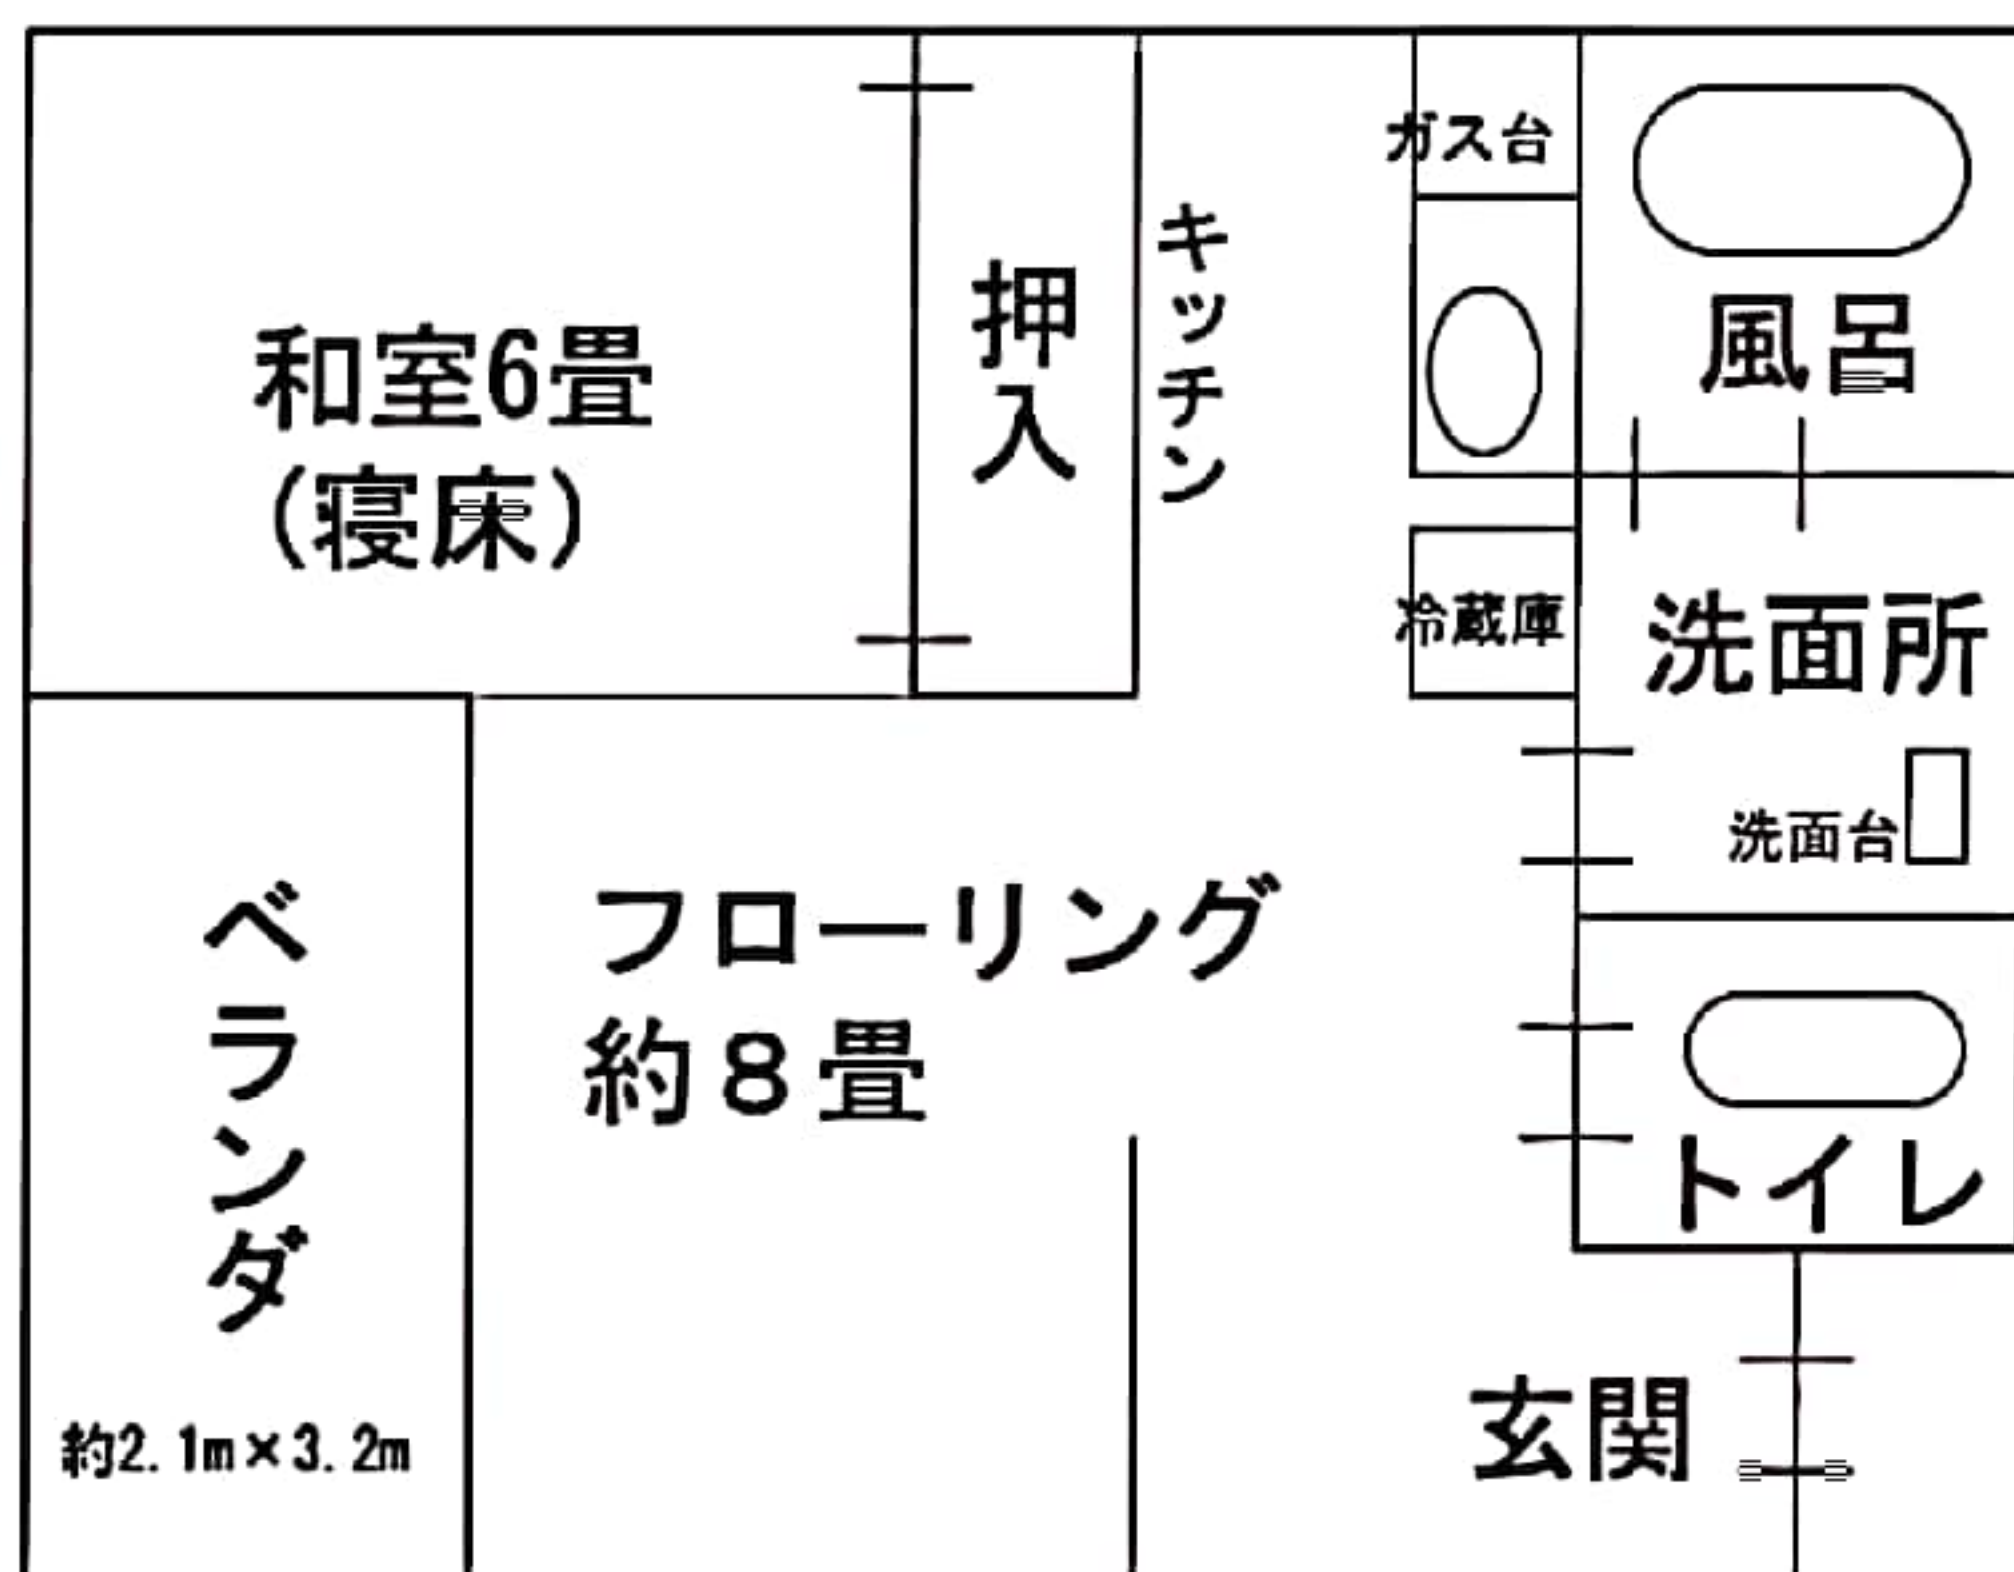 和室6畳
(寝床)
押入
キッチン
ガス台
風呂
冷蔵庫
洗面所
洗面台
ベランダ
約2.1m×3.2m
フローリング
約８畳
トイレ
玄関